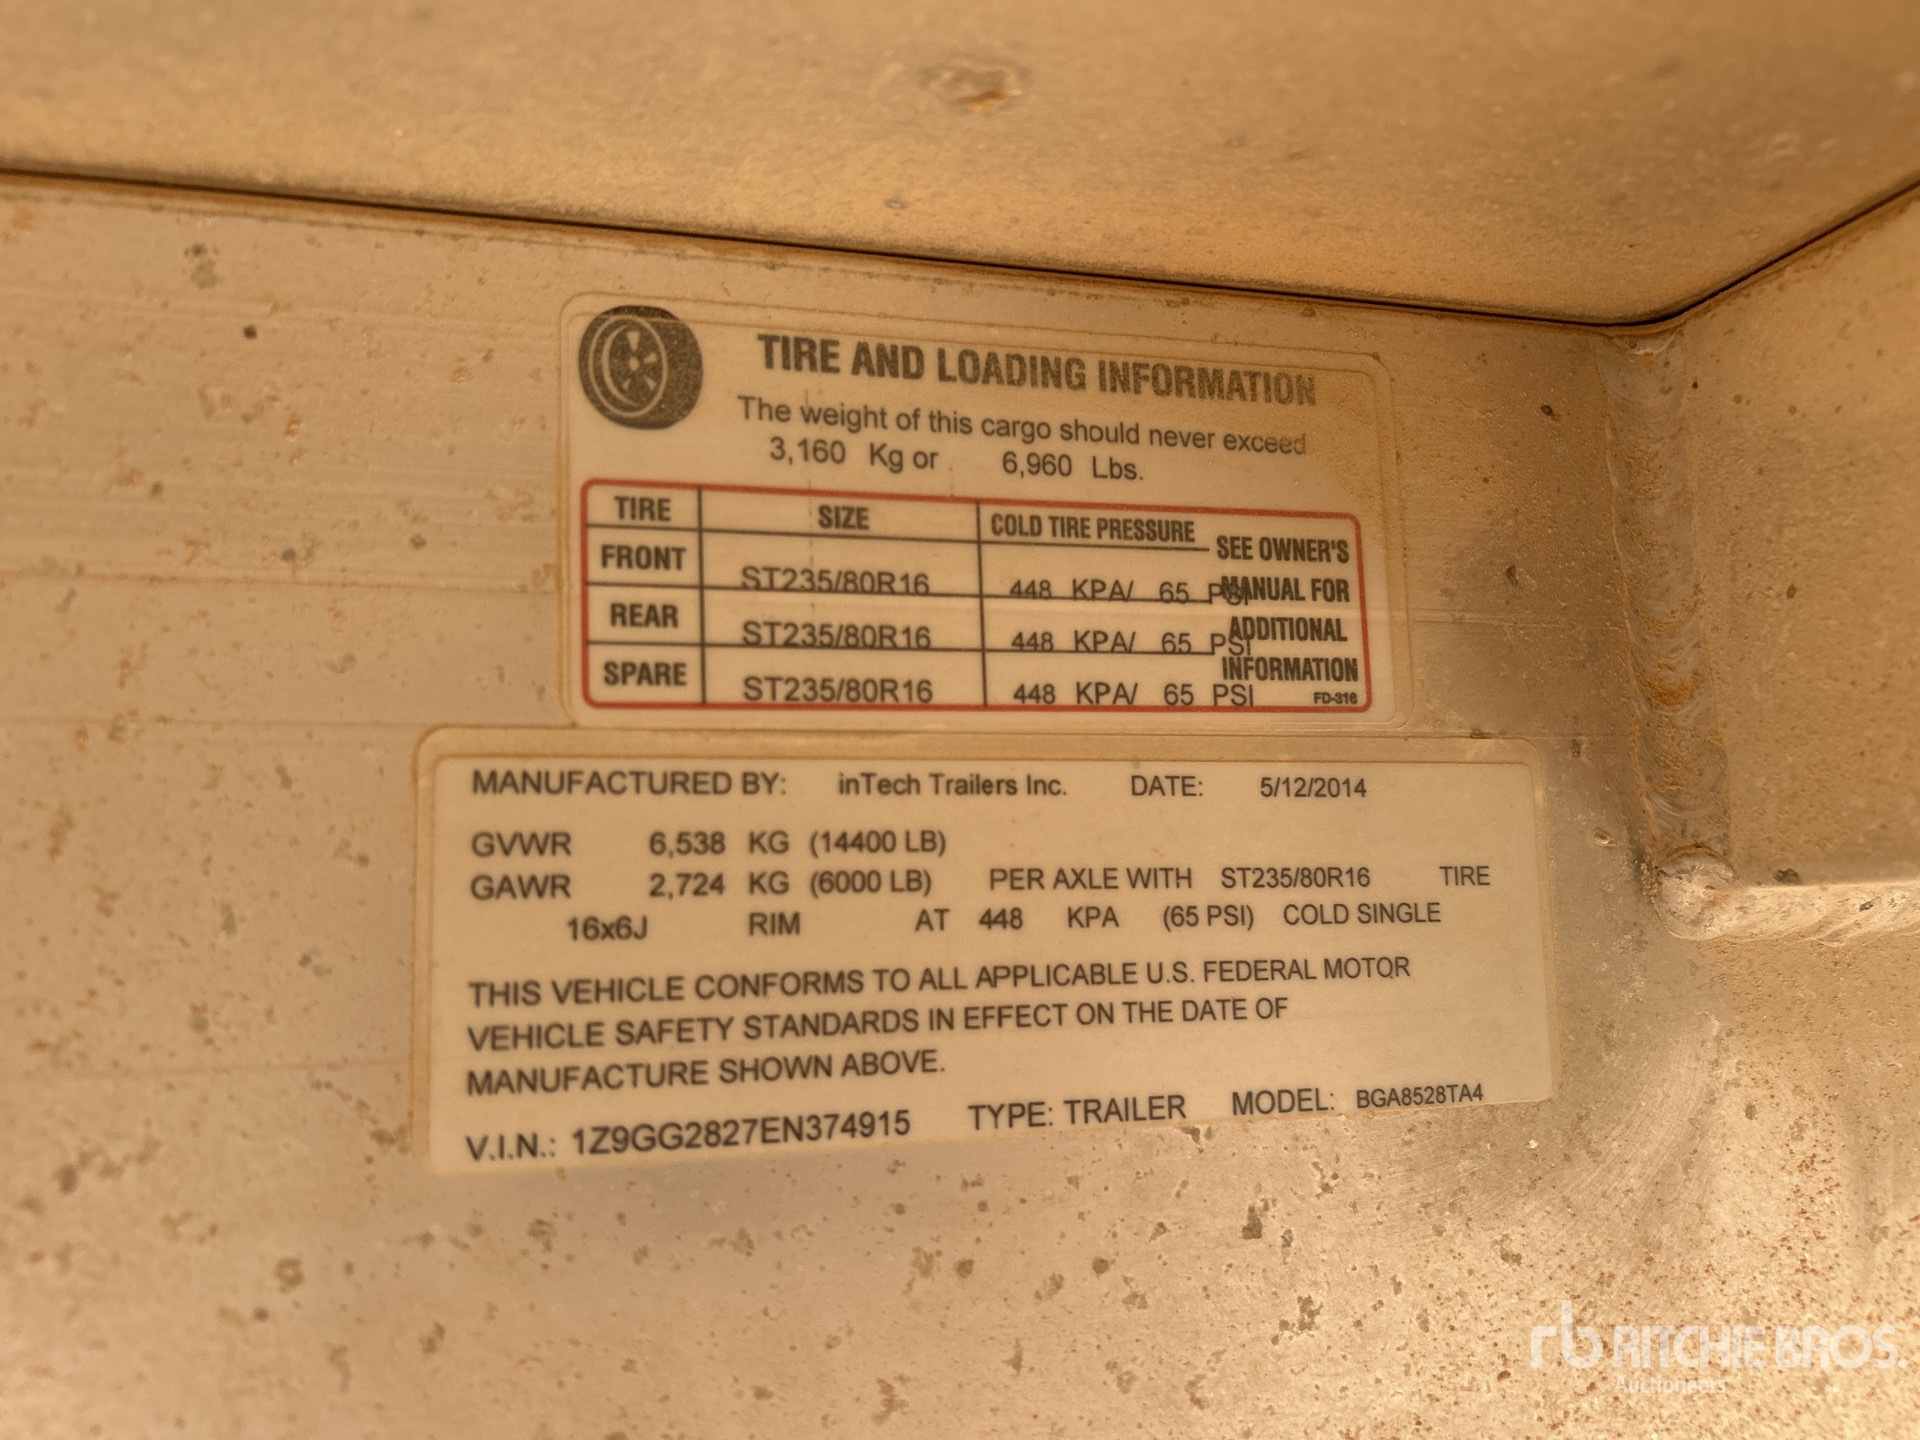 TIRE AND LOADING INFORMATION
The weight of this cargo should never exceed
3,160 Kg or 6,960 Lbs.
TIRE SIZE COLD TIRE PRESSURE
SEE OWNER'S MANUAL FOR ADDITIONAL INFORMATION
FRONT ST235/80R16 448 KPA/ 65 PSI
REAR ST235/80R16 448 KPA/ 65 PSI
SPARE ST235/80R16 448 KPA/ 65 PSI
FD-316
MANUFACTURED BY: inTech Trailers Inc. DATE: 5/12/2014
GVWR 6,538 KG (14400 LB)
GAWR 2,724 KG (6000 LB) PER AXLE WITH ST235/80R16 TIRE
16x6J RIM AT 448 KPA (65 PSI) COLD SINGLE
THIS VEHICLE CONFORMS TO ALL APPLICABLE U.S. FEDERAL MOTOR
VEHICLE SAFETY STANDARDS IN EFFECT ON THE DATE OF
MANUFACTURE SHOWN ABOVE.
V.I.N.: 1Z9GG2827EN374915 TYPE: TRAILER MODEL: BGA8528TA4
rb RITCHIE BROS.
Auctioneers